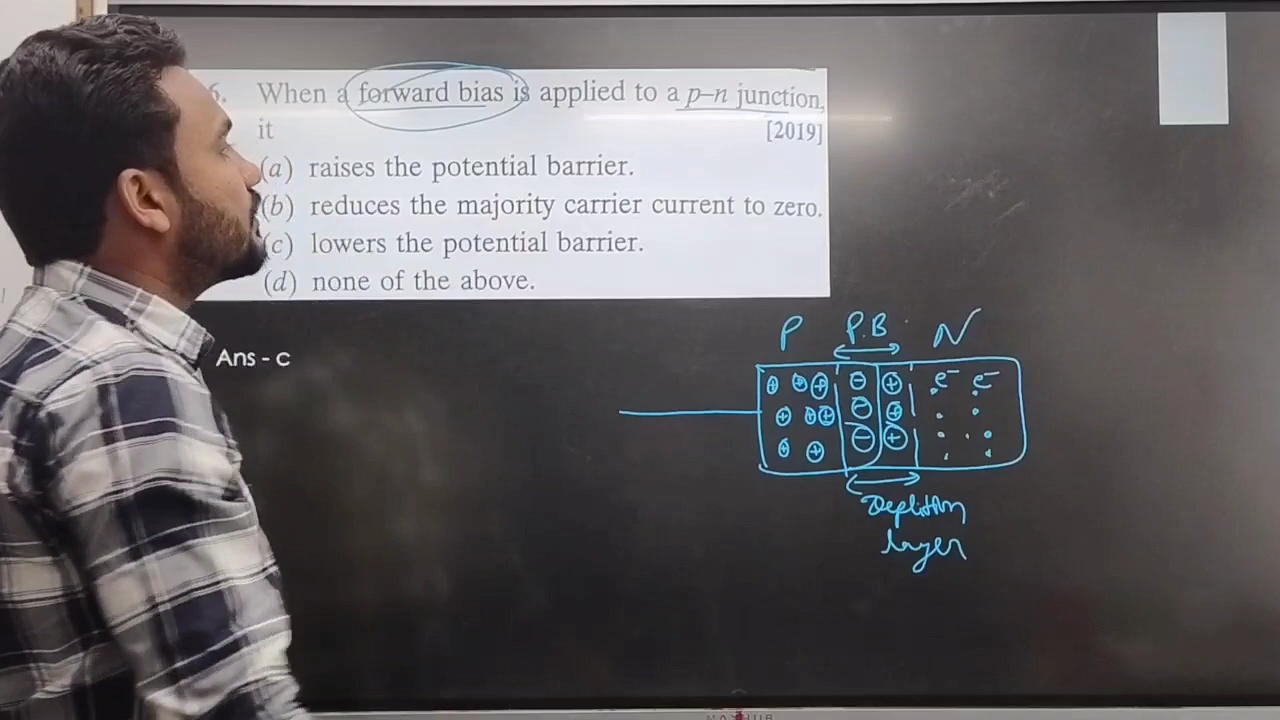 6. When a forward bias is applied to a p–n junction,
it [2019]
(a) raises the potential barrier.
(b) reduces the majority carrier current to zero.
(c) lowers the potential barrier.
(d) none of the above.
Ans - c
P P.B. N
⊕ ⊕ ⊕ ⊖ ⊕ e⁻ e⁻
⊕ ⊕ ⊕ ⊖ ⊕
⊕ ⊕ ⊖ ⊕
Depletion
layer